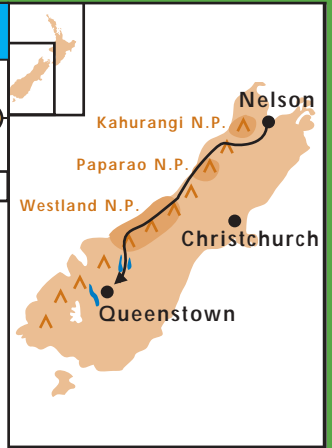 Nelson
Kahurangi N.P.
Paparao N.P.
Westland N.P.
Christchurch
Queenstown